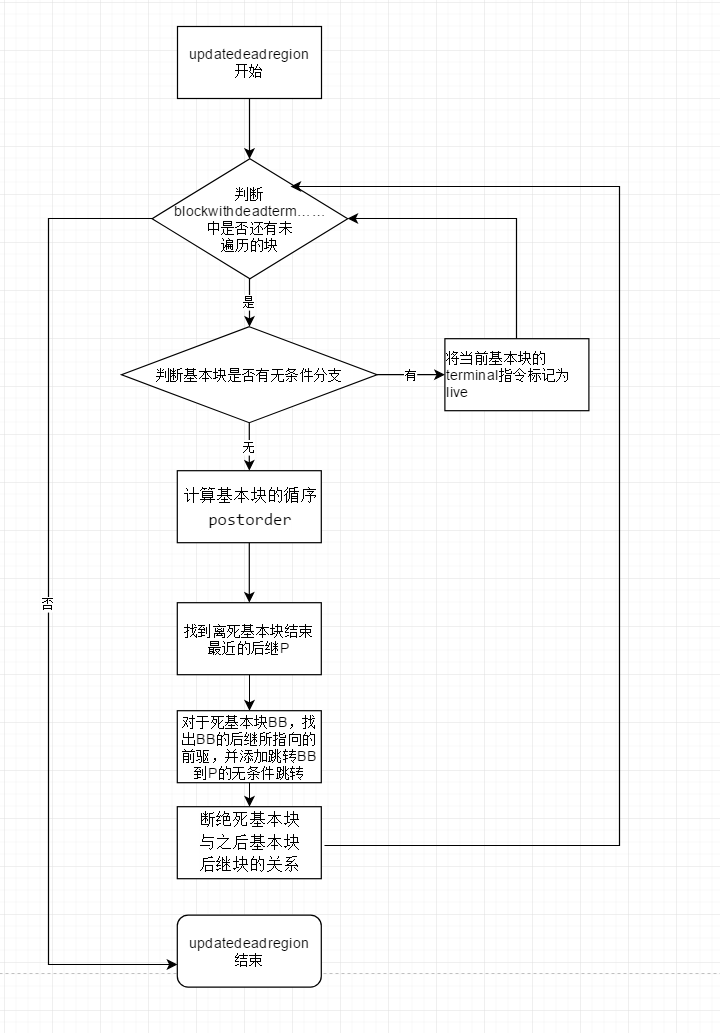 updatedeadregion
开始
判断
blockwithdeadterm……
中是否还有未
遍历的块
是
判断基本块是否有无条件分支
有
将当前基本块的
terminal指令标记为
live
无
计算基本块的循序
postorder
否
找到离死基本块结束
最近的后继P
对于死基本块BB，找
出BB的后继所指向的
前驱，并添加跳转BB
到P的无条件跳转
断绝死基本块
与之后基本块
后继块的关系
updatedeadregion
结束